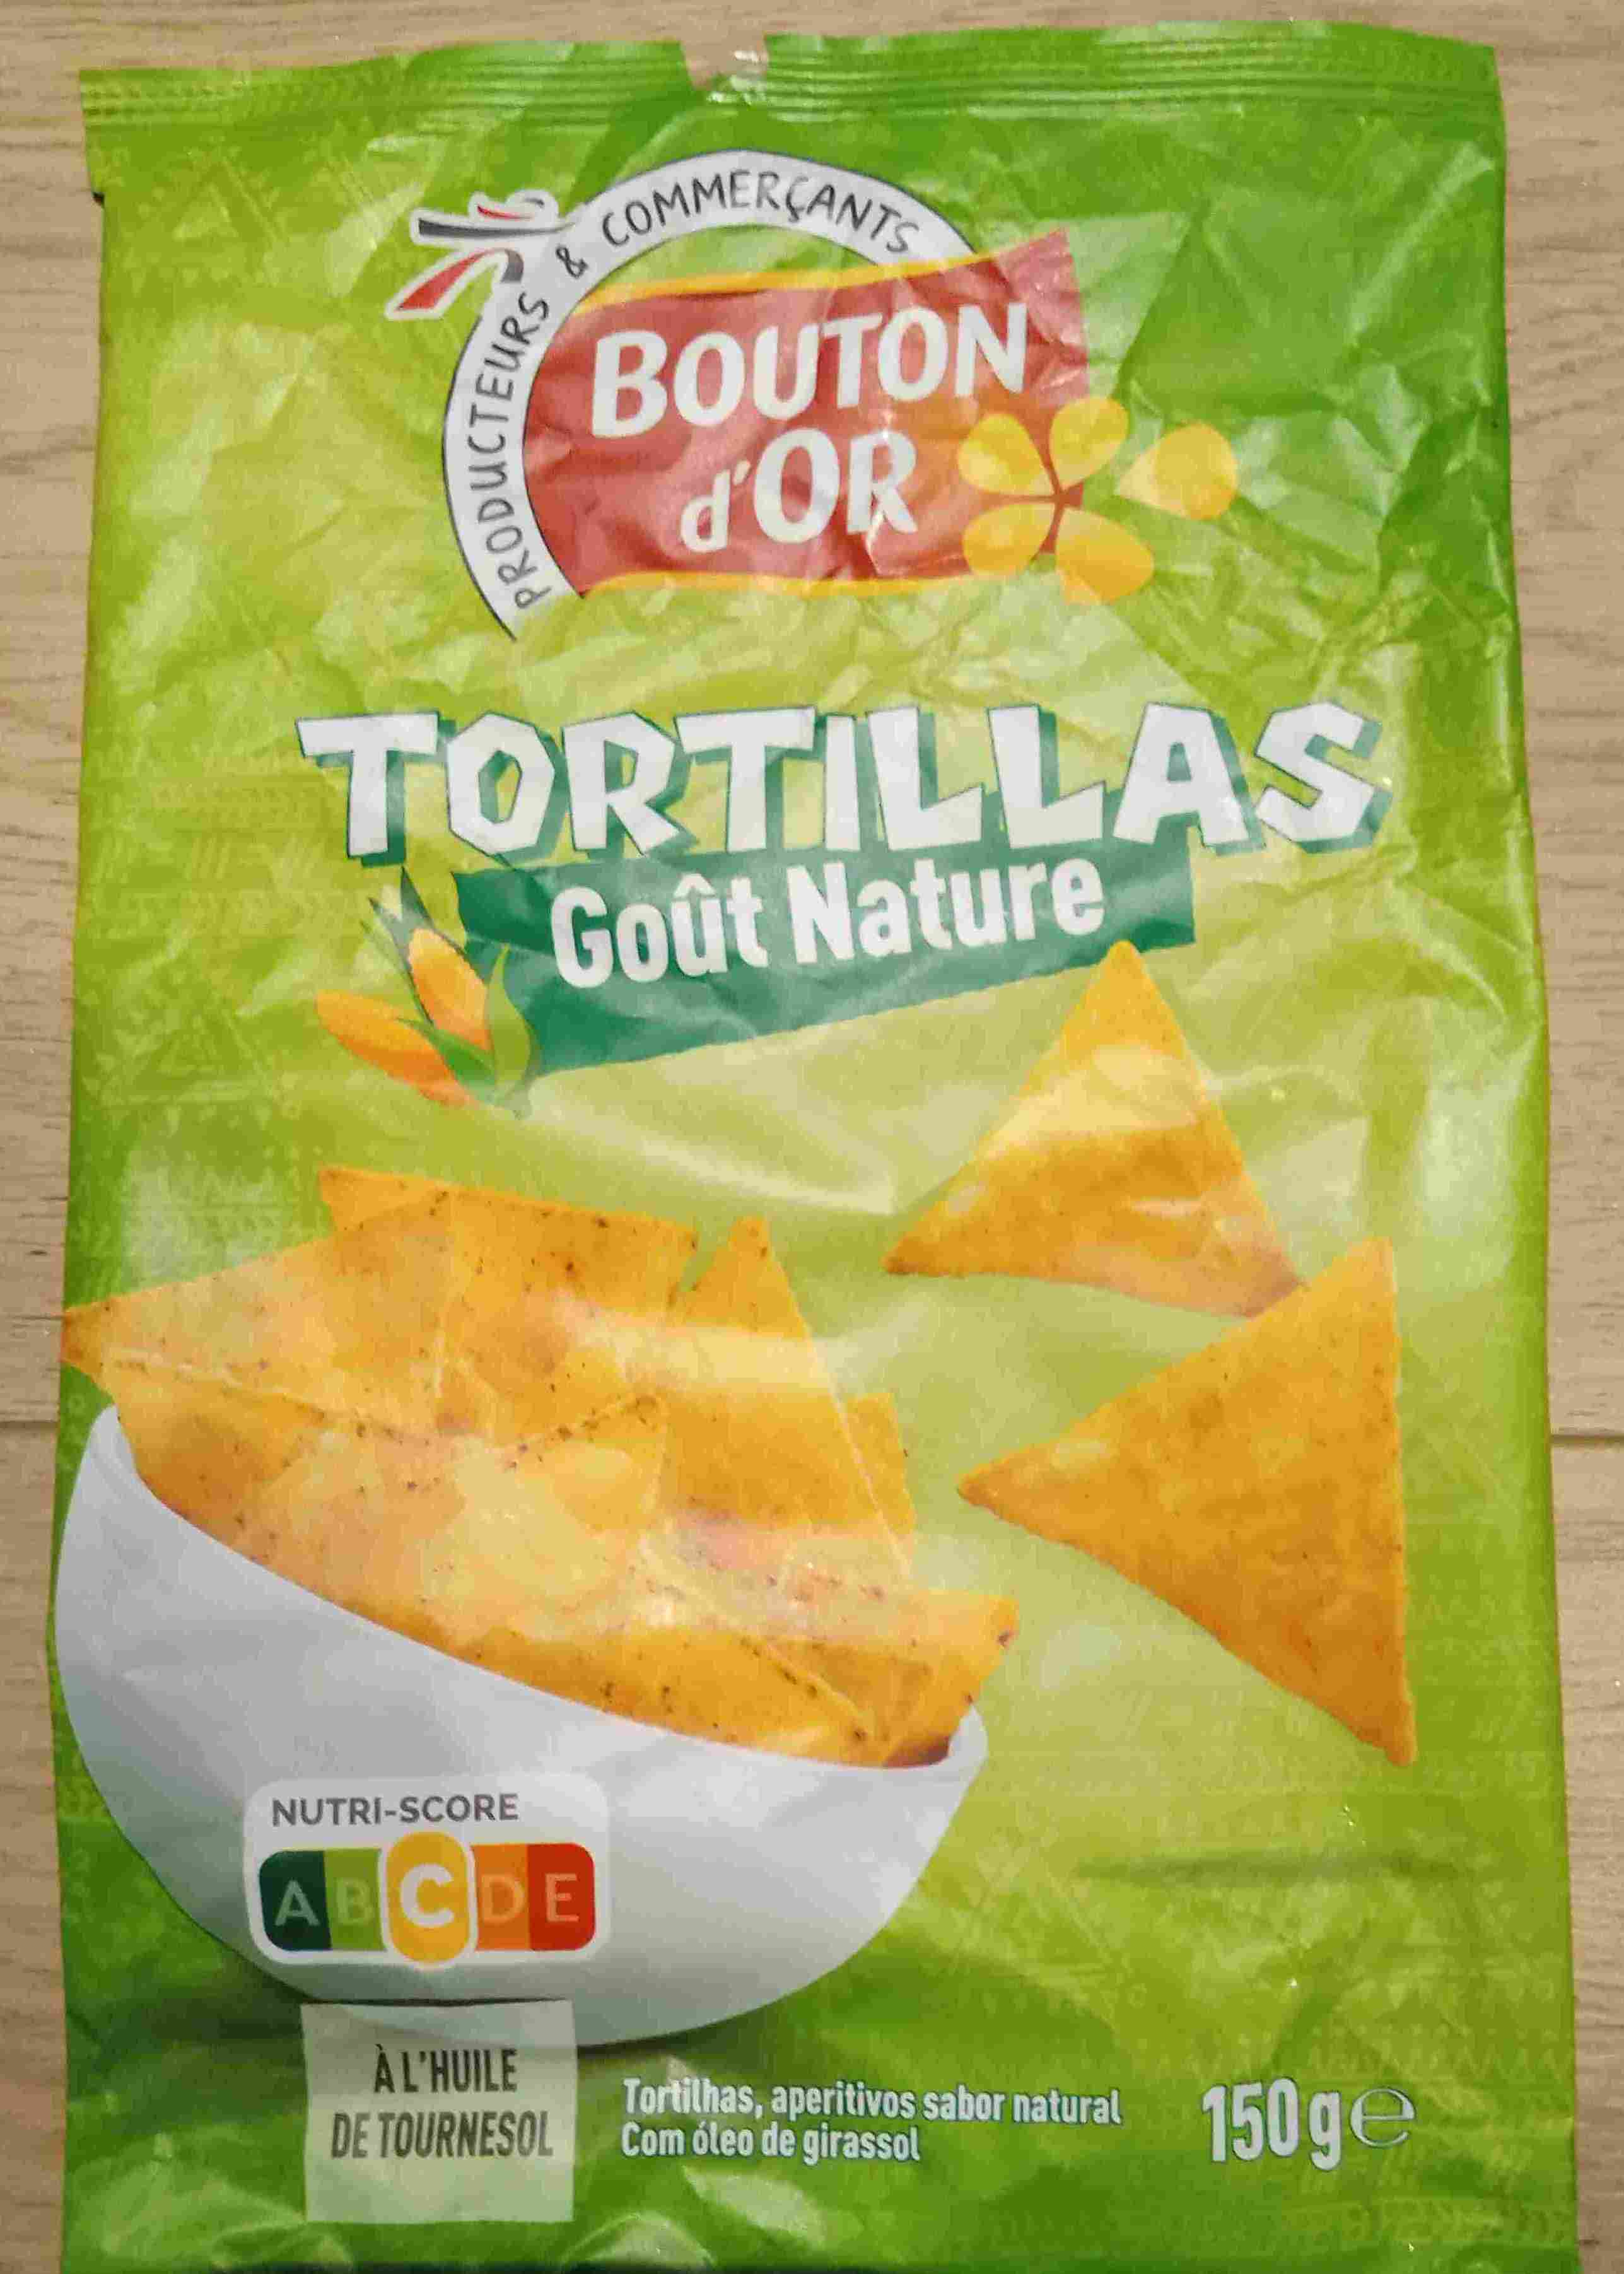 PRODUCTEURS & COMMERÇANTS
BOUTON
d'OR
TORTILLAS
Goût Nature
NUTRI-SCORE
A B C D E
À L'HUILE
DE TOURNESOL
Tortilhas, aperitivos sabor natural
Com óleo de girassol
150 g e